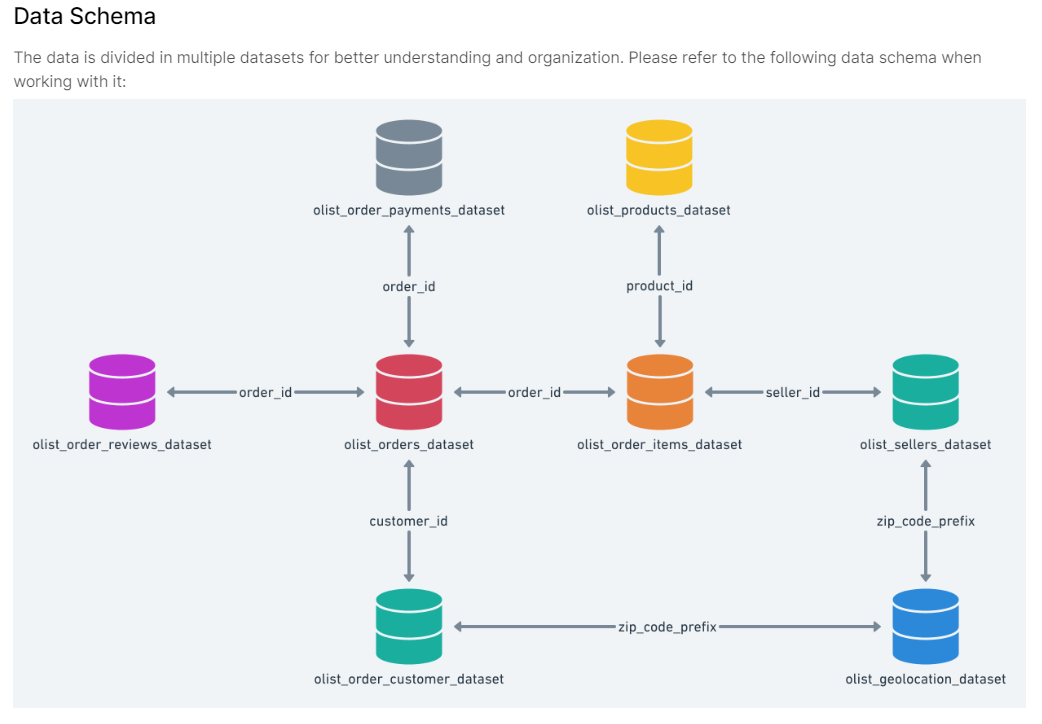 Data Schema
The data is divided in multiple datasets for better understanding and organization. Please refer to the following data schema when
working with it:
olist_order_payments_dataset
olist_products_dataset
order_id
product_id
order_id
order_id
seller_id
olist_order_reviews_dataset
olist_orders_dataset
olist_order_items_dataset
olist_sellers_dataset
customer_id
zip_code_prefix
zip_code_prefix
olist_order_customer_dataset
olist_geolocation_dataset